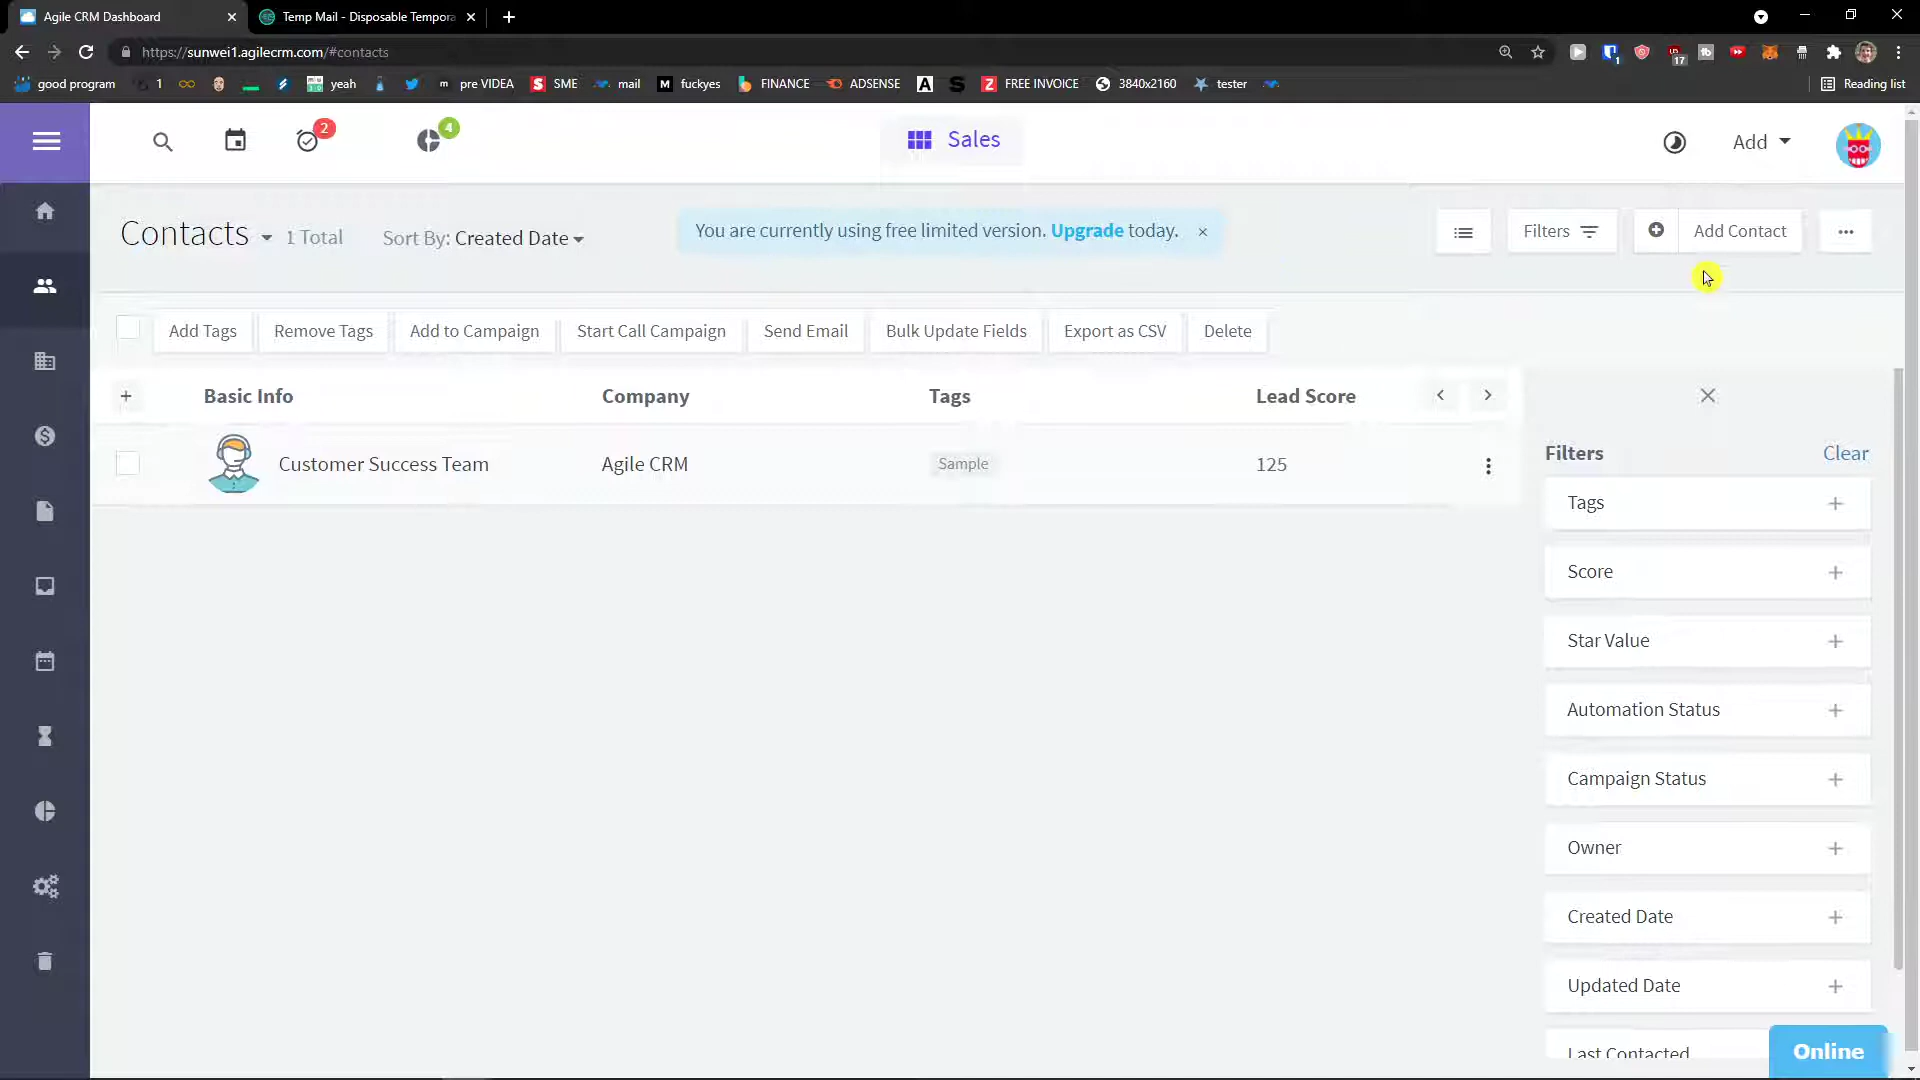 Agile CRM Dashboard
Temp Mail - Disposable Tempora
https://sunwei1.agilecrm.com/#contacts
1
17
good program
1
yeah
m pre VIDEA
S SME
mail
M fuckyes
FINANCE
ADSENSE
A
S
Z FREE INVOICE
3840x2160
tester
Reading list
2
4
Sales
Add
Contacts
1 Total
Sort By: Created Date
You are currently using free limited version. Upgrade today. ×
Filters
Add Contact
Add Tags
Remove Tags
Add to Campaign
Start Call Campaign
Send Email
Bulk Update Fields
Export as CSV
Delete
Basic Info
Company
Tags
Lead Score
Customer Success Team
Agile CRM
Sample
125
Filters
Clear
Tags
Score
Star Value
Automation Status
Campaign Status
Owner
Created Date
Updated Date
Last Contacted
Online